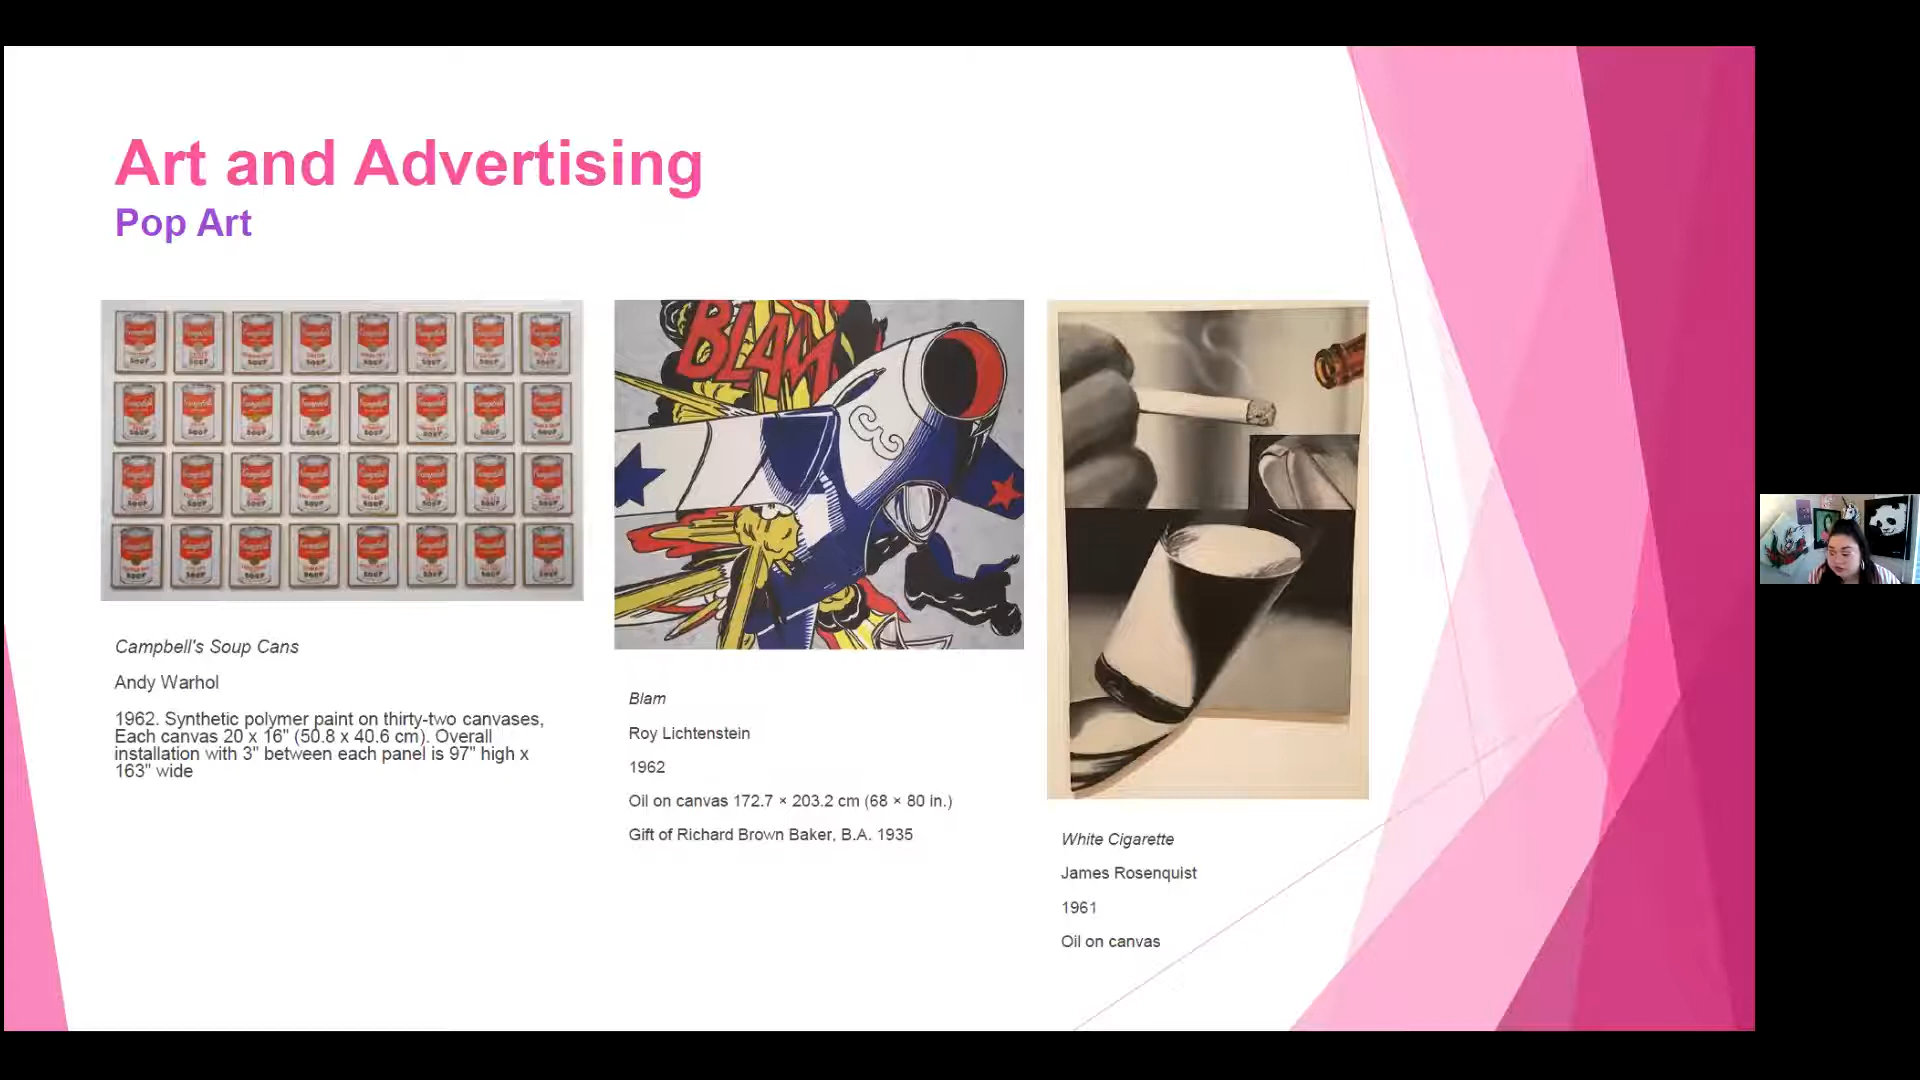 Art and Advertising
Pop Art
BLAM
Campbell's Soup Cans
Andy Warhol
1962. Synthetic polymer paint on thirty-two canvases,
Each canvas 20 x 16" (50.8 x 40.6 cm). Overall
installation with 3" between each panel is 97" high x
163" wide
Blam
Roy Lichtenstein
1962
Oil on canvas 172.7 × 203.2 cm (68 × 80 in.)
Gift of Richard Brown Baker, B.A. 1935
White Cigarette
James Rosenquist
1961
Oil on canvas